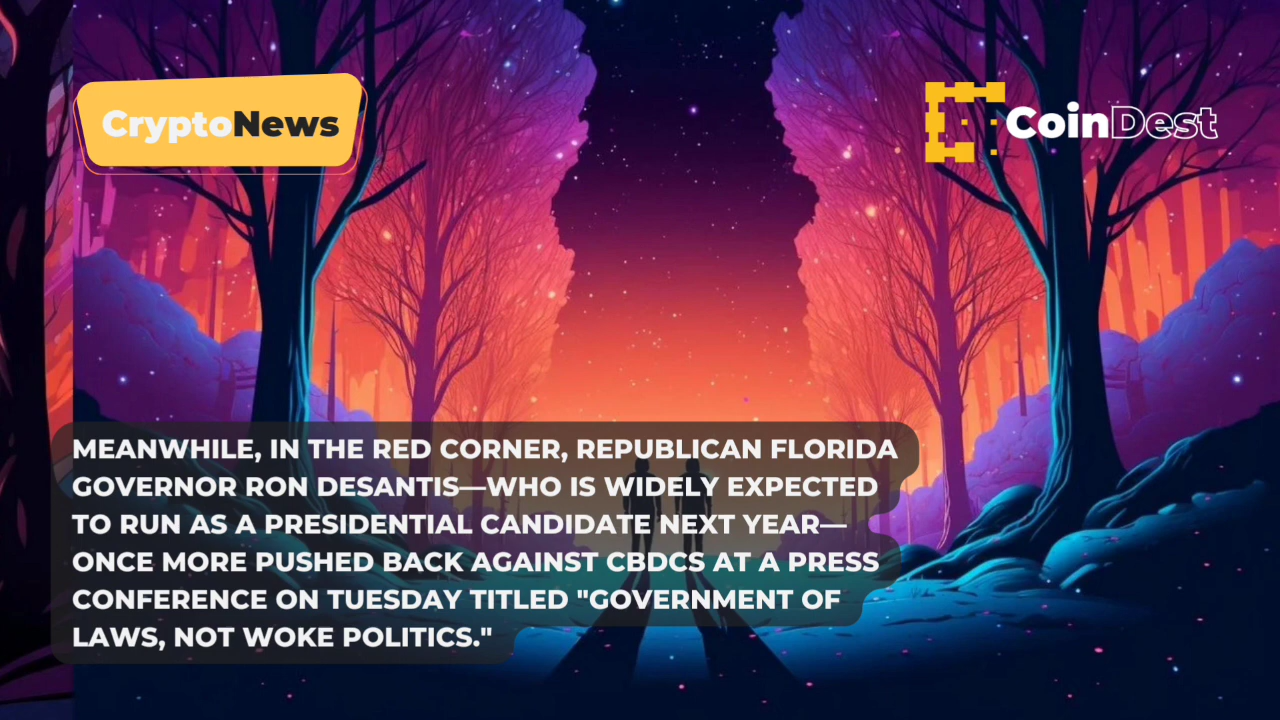 CryptoNews
CoinDest
MEANWHILE, IN THE RED CORNER, REPUBLICAN FLORIDA
GOVERNOR RON DESANTIS—WHO IS WIDELY EXPECTED
TO RUN AS A PRESIDENTIAL CANDIDATE NEXT YEAR—
ONCE MORE PUSHED BACK AGAINST CBDCS AT A PRESS
CONFERENCE ON TUESDAY TITLED "GOVERNMENT OF
LAWS, NOT WOKE POLITICS."